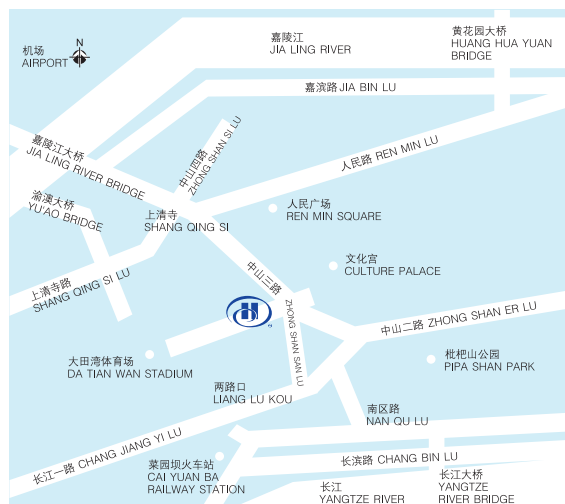 嘉陵江
JIA LING RIVER
黄花园大桥
HUANG HUA YUAN
BRIDGE
机场
AIRPORT
N
嘉滨路 JIA BIN LU
嘉陵江大桥
JIA LING RIVER BRIDGE
中山四路
ZHONG SHAN SI LU
人民路 REN MIN LU
渝澳大桥
YU'AO BRIDGE
上清寺
SHANG QING SI
人民广场
REN MIN SQUARE
中山三路
文化宫
CULTURE PALACE
上清寺路
SHANG QING SI LU
ZHONG SHAN SAN LU
中山二路 ZHONG SHAN ER LU
大田湾体育场
DA TIAN WAN STADIUM
枇杷山公园
PIPA SHAN PARK
两路口
LIANG LU KOU
南区路
NAN QU LU
长江一路 CHANG JIANG YI LU
菜园坝火车站
CAI YUAN BA
RAILWAY STATION
长滨路 CHANG BIN LU
长江
YANGTZE RIVER
长江大桥
YANGTZE
RIVER BRIDGE